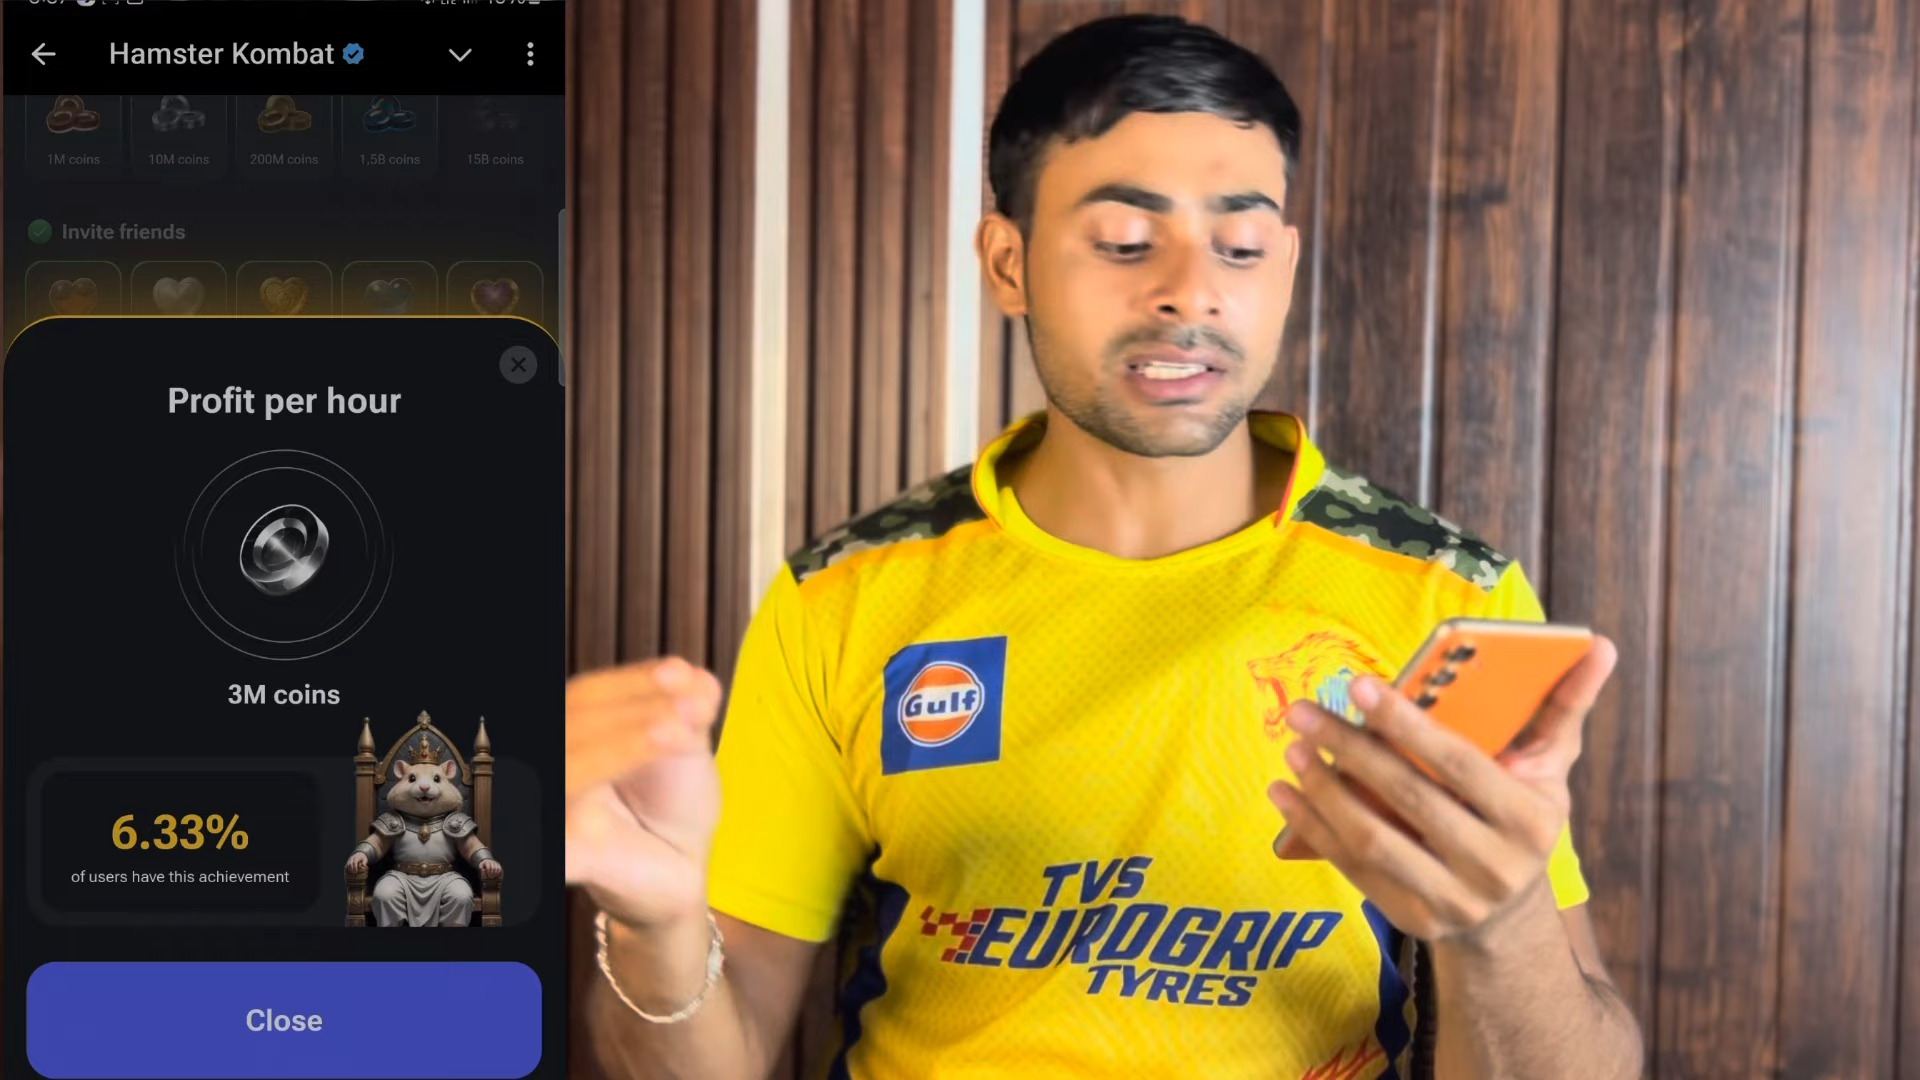 Hamster Kombat
1M coins
10M coins
200M coins
1,5B coins
15B coins
Invite friends
Profit per hour
3M coins
6.33%
of users have this achievement
Close
Gulf
TVS
EUROGRIP
TYRES